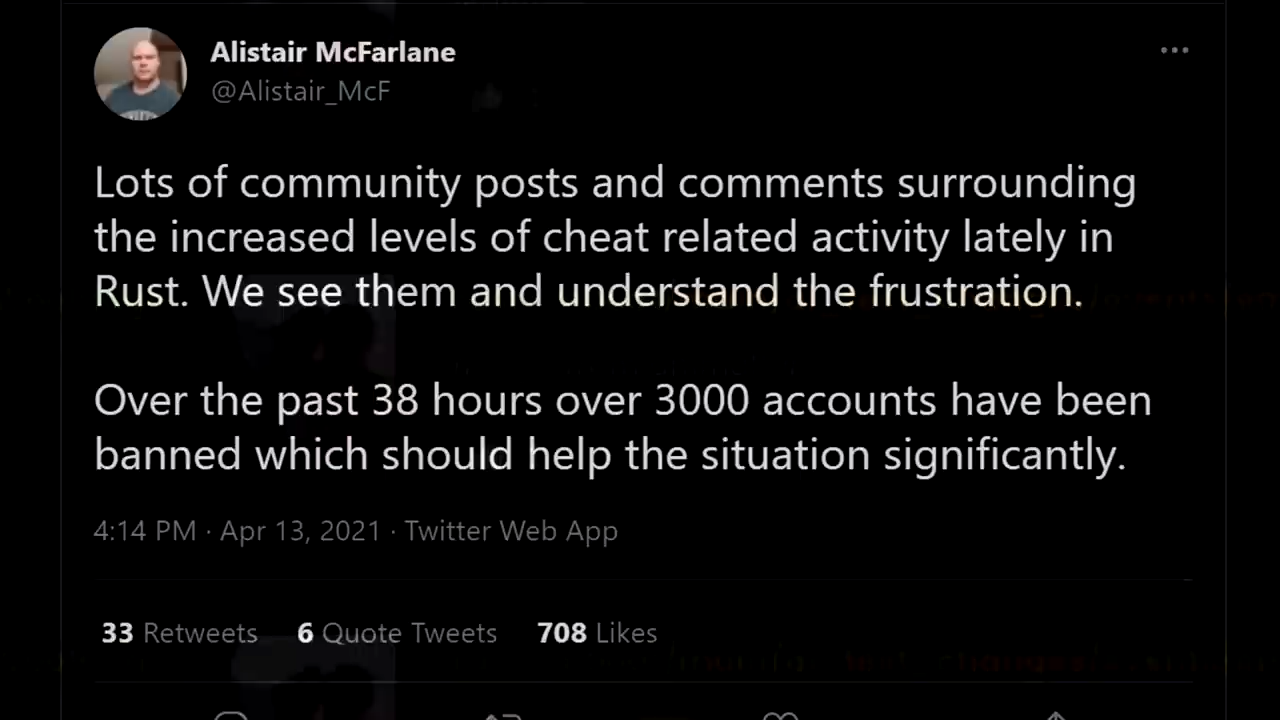 Alistair McFarlane
@Alistair_McF
Lots of community posts and comments surrounding
the increased levels of cheat related activity lately in
Rust. We see them and understand the frustration.
Over the past 38 hours over 3000 accounts have been
banned which should help the situation significantly.
4:14 PM · Apr 13, 2021 · Twitter Web App
33 Retweets 6 Quote Tweets 708 Likes